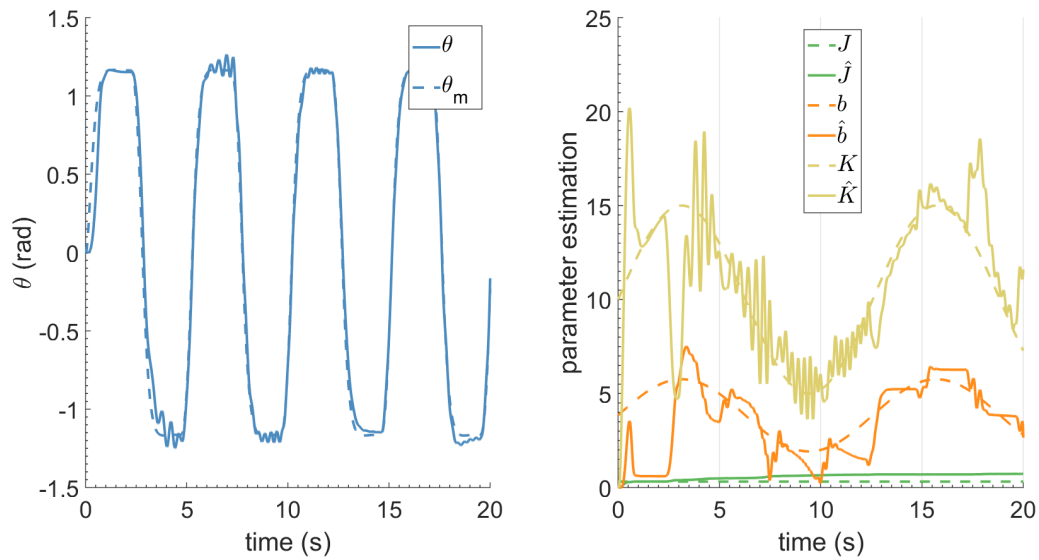 1.5
1
0.5
0
-0.5
-1
-1.5
0 5 10 15 20
θ (rad)
time (s)
θ
θm
25
20
15
10
5
0
0 5 10 15 20
parameter estimation
time (s)
J
Ĵ
b
b̂
K
K̂